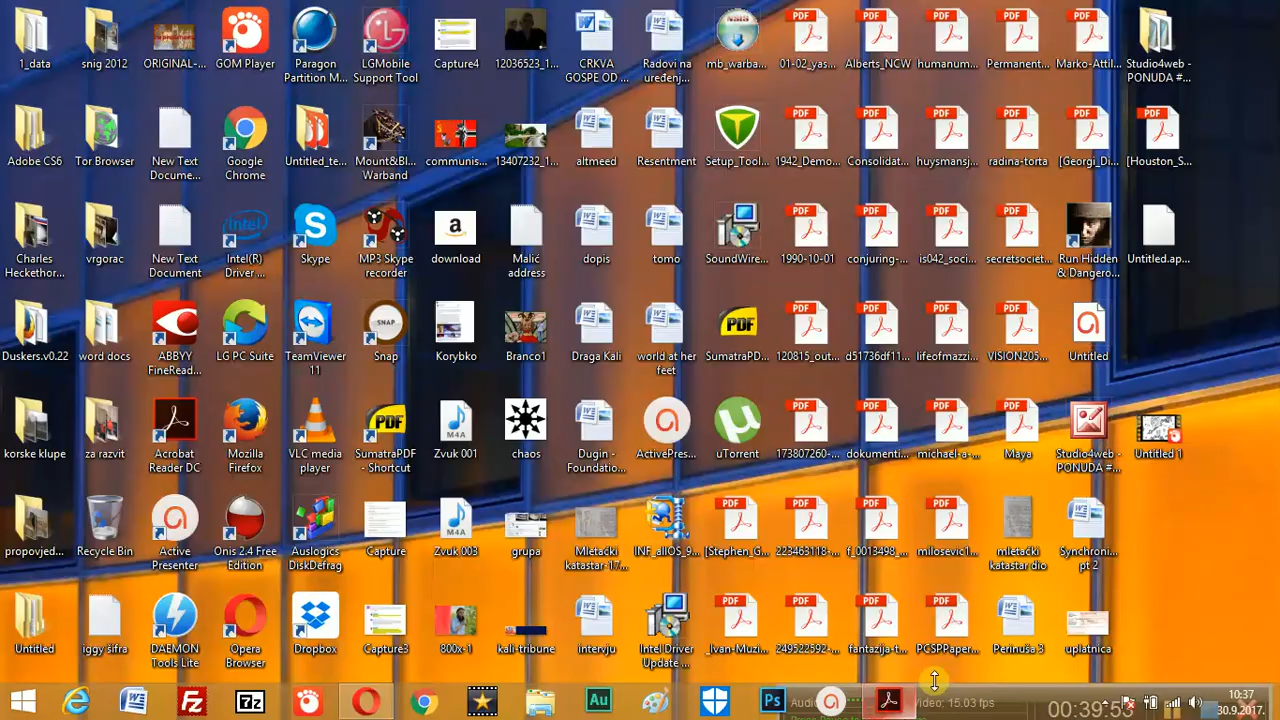 1_data
snig 2012
ORIGINAL-...
GOM Player
Paragon
Partition M...
LGMobile
Support Tool
Capture4
12036523_1...
CRKVA
GOSPE OD ...
Radovi na
uređenj...
mb_warba...
01-02_yas...
Alberts_NCW
humanum...
Permanent...
Marko-Attil...
Studio4web -
PONUDA #...
Adobe CS6
Tor Browser
New Text
Docume...
Google
Chrome
Untitled_te...
Mount&Bl...
Warband
communis...
13407232_1...
altmeed
Resentment
Setup_Tool...
1942_Demo...
Consolidat...
huysmansj...
radina-torta
[Georgi_Di...
[Houston_S...
Charles
Heckethor...
vrgorac
New Text
Document
Intel(R)
Driver ...
Skype
MP3 Skype
recorder
download
Malić
address
dopis
tomo
SoundWire...
1990-10-01
conjuring-...
is042_soci...
secretsociet...
Run Hidden
& Dangero...
Untitled.ap...
Duskers.v0.22
word docs
ABBYY
FineRead...
LG PC Suite
TeamViewer
11
Snap
Korybko
Branco1
Draga Kali
world at her
feet
SumatraPD...
120815_out...
d51736df11...
lifeofmazzi...
VISION205...
Untitled
korske klupe
za razvit
Acrobat
Reader DC
Mozilla
Firefox
VLC media
player
SumatraPDF
- Shortcut
Zvuk 001
chaos
Dugin -
Foundatio...
ActivePres...
uTorrent
173807260-...
dokumenti...
michael-a-...
Maya
Studio4web -
PONUDA #...
Untitled 1
propovjed...
Recycle Bin
Active
Presenter
Onis 2.4 Free
Edition
Auslogics
DiskDefrag
Capture
Zvuk 003
grupa
Mletački
katastar-17...
INF_allOS_9...
[Stephen_G...
223463118-...
f_0013498_...
milosevic1...
mletački
katastar dio
Synchroni...
pt 2
Untitled
iggy šifra
DAEMON
Tools Lite
Opera
Browser
Dropbox
Capture3
800x-1
kali-tribune
intervju
Intel Driver
Update ...
_Ivan-Muzi...
249522592-...
fantazija-t...
PCSPPaper...
Perinuša 3
uplatnica
Video: 15.03 fps
00:39:53
10:37
30.9.2017.